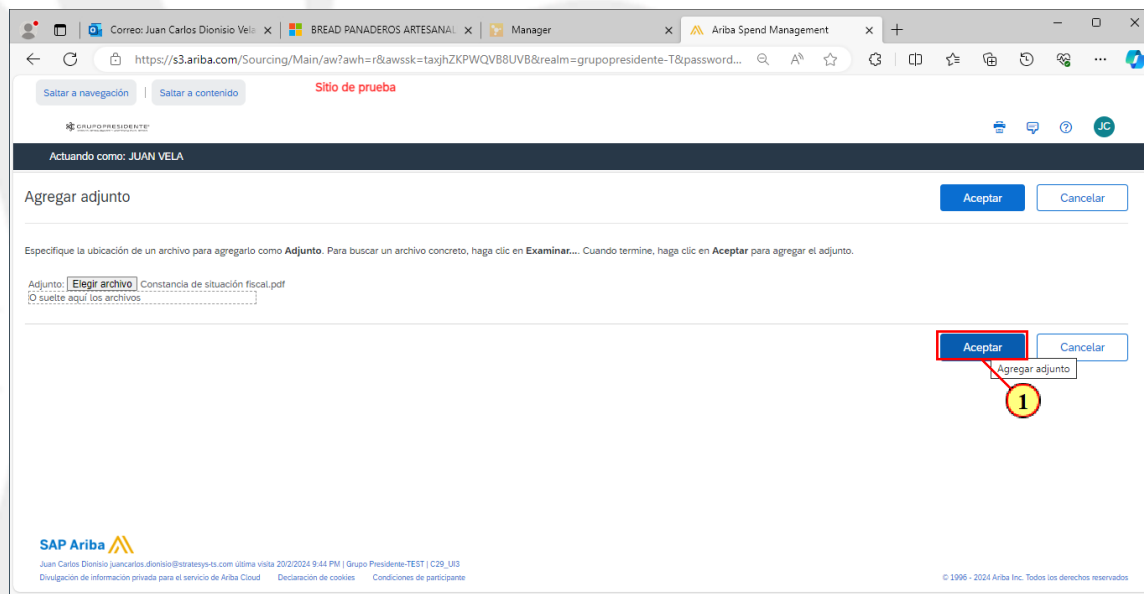 Correo: Juan Carlos Dionisio Vela
BREAD PANADEROS ARTESANAL
Manager
Ariba Spend Management
https://s3.ariba.com/Sourcing/Main/aw?awh=r&awssk=taxjhZKPWQVB8UVB&realm=grupopresidente-T&password...
Saltar a navegación | Saltar a contenido
Sitio de prueba
GRUPOPRESIDENTE
JC
Actuando como: JUAN VELA
Agregar adjunto
Aceptar
Cancelar
Especifique la ubicación de un archivo para agregarlo como Adjunto. Para buscar un archivo concreto, haga clic en Examinar.... Cuando termine, haga clic en Aceptar para agregar el adjunto.
Adjunto: Elegir archivo Constancia de situación fiscal.pdf
O suelte aquí los archivos
Aceptar
Cancelar
Agregar adjunto
1
SAP Ariba
Juan Carlos Dionisio juancarlos.dionisio@stratesys-ts.com última visita 20/2/2024 9:44 PM | Grupo Presidente-TEST | C29_UI3
Divulgación de información privada para el servicio de Ariba Cloud Declaración de cookies Condiciones de participante
© 1996 - 2024 Ariba Inc. Todos los derechos reservados